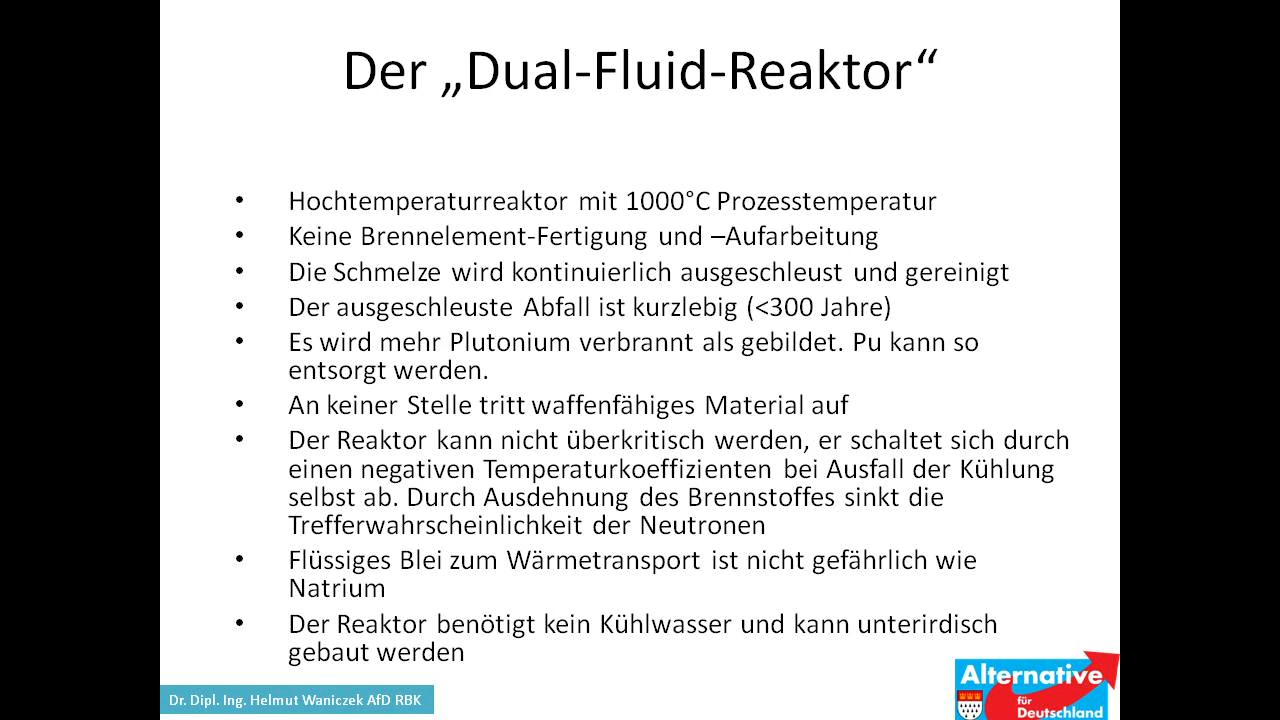 Der „Dual-Fluid-Reaktor“
• Hochtemperaturreaktor mit 1000°C Prozesstemperatur
• Keine Brennelement-Fertigung und –Aufarbeitung
• Die Schmelze wird kontinuierlich ausgeschleust und gereinigt
• Der ausgeschleuste Abfall ist kurzlebig (<300 Jahre)
• Es wird mehr Plutonium verbrannt als gebildet. Pu kann so
entsorgt werden.
• An keiner Stelle tritt waffenfähiges Material auf
• Der Reaktor kann nicht überkritisch werden, er schaltet sich durch
einen negativen Temperaturkoeffizienten bei Ausfall der Kühlung
selbst ab. Durch Ausdehnung des Brennstoffes sinkt die
Trefferwahrscheinlichkeit der Neutronen
• Flüssiges Blei zum Wärmetransport ist nicht gefährlich wie
Natrium
• Der Reaktor benötigt kein Kühlwasser und kann unterirdisch
gebaut werden
Dr. Dipl. Ing. Helmut Waniczek AfD RBK
Alternative
für
Deutschland